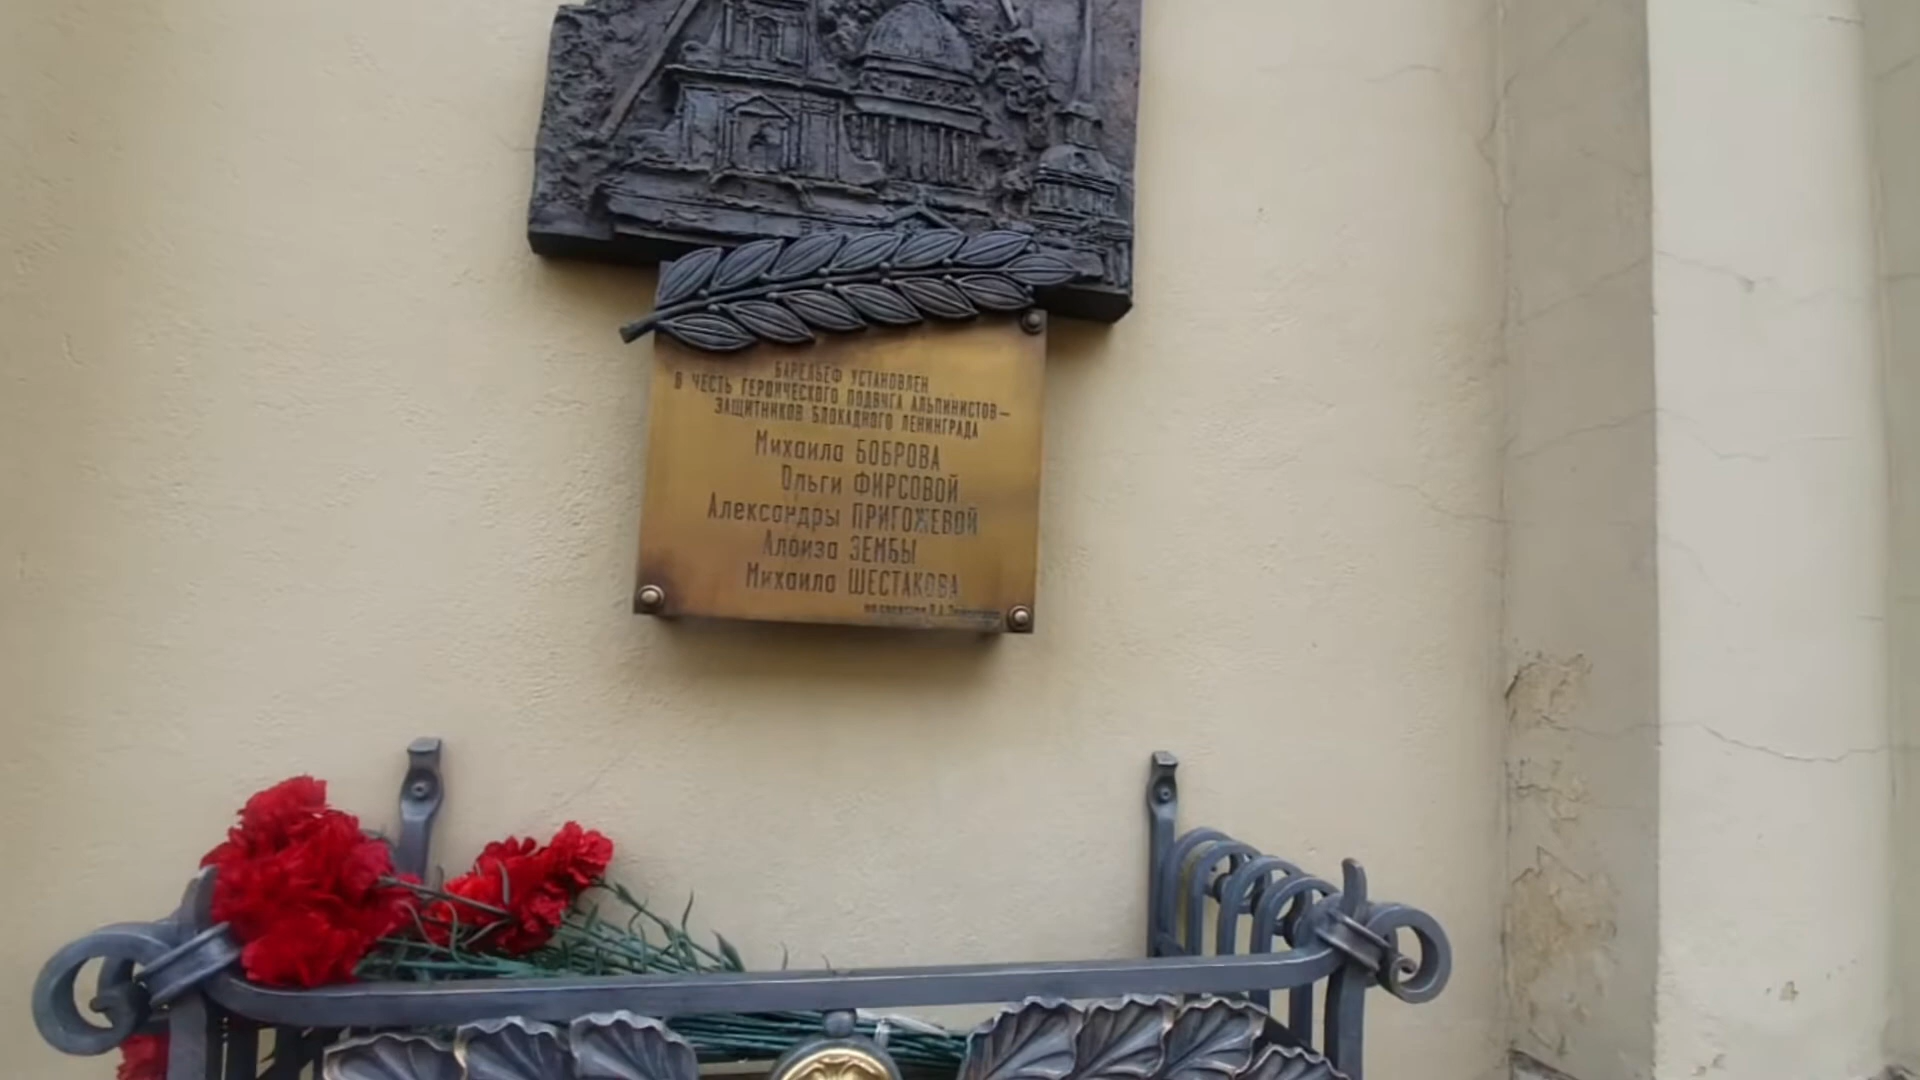 БАРЕЛЬЕФ УСТАНОВЛЕН
В ЧЕСТЬ ГЕРОИЧЕСКОГО ПОДВИГА АЛЬПИНИСТОВ–
ЗАЩИТНИКОВ БЛОКАДНОГО ЛЕНИНГРАДА
Михаила БОБРОВА
Ольги ФИРСОВОЙ
Александры ПРИГОЖЕВОЙ
Алоиза ЗЕМБЫ
Михаила ШЕСТАКОВА